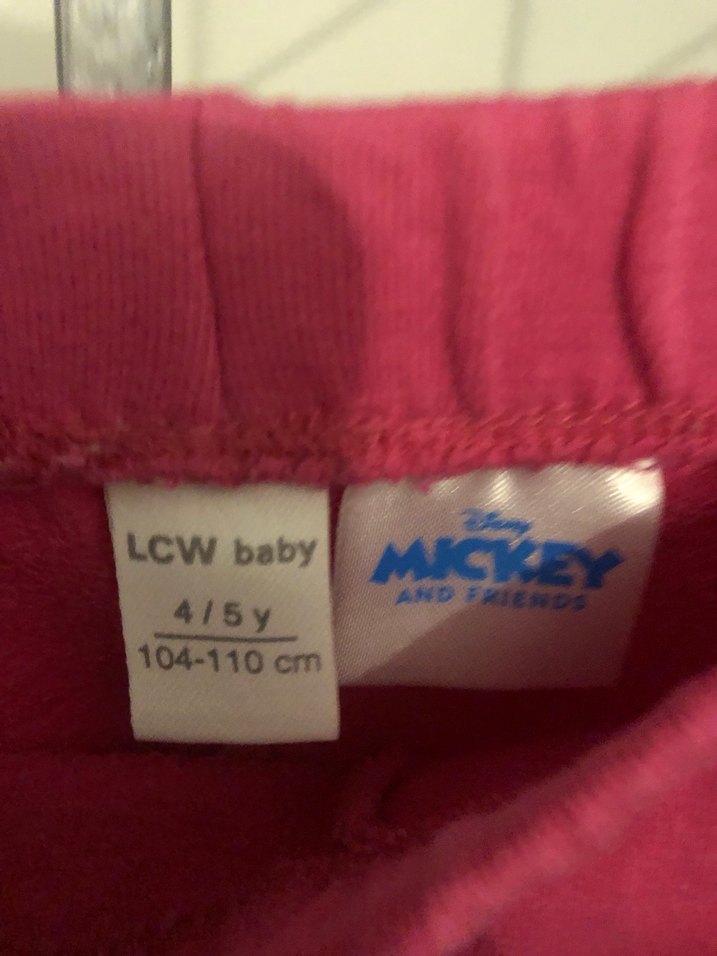 LCW baby
4 / 5 y
104-110 cm
Disney
MICKEY
AND FRIENDS